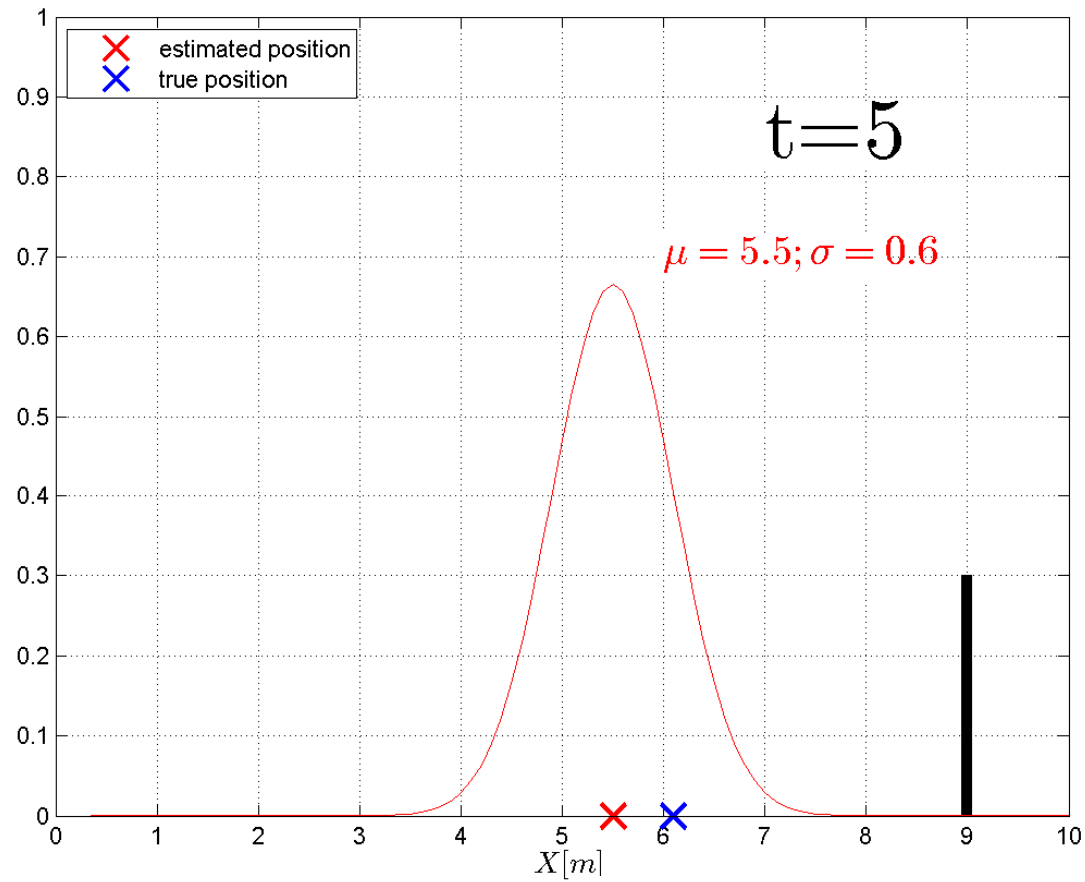 1
estimated position
true position
0.9
t=5
0.8
0.7
μ = 5.5; σ = 0.6
0.6
0.5
0.4
0.3
0.2
0.1
0
0 1 2 3 4 5 6 7 8 9 10
X[m]